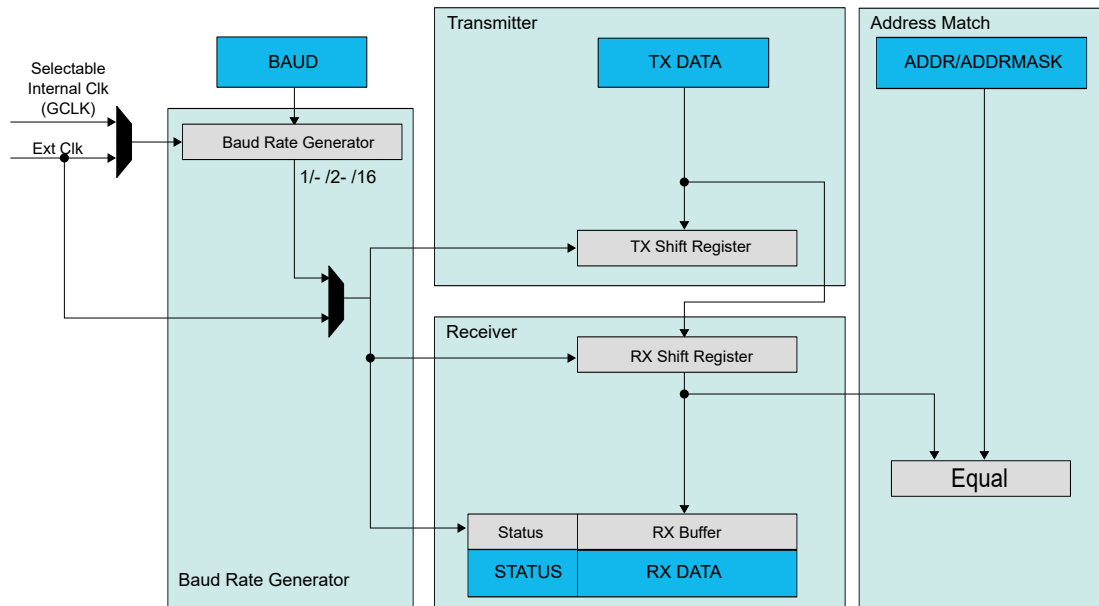 Transmitter
Address Match
BAUD
TX DATA
ADDR/ADDRMASK
Selectable
Internal Clk
(GCLK)
Ext Clk
Baud Rate Generator
1/- /2- /16
TX Shift Register
Receiver
RX Shift Register
Equal
Status
RX Buffer
STATUS
RX DATA
Baud Rate Generator